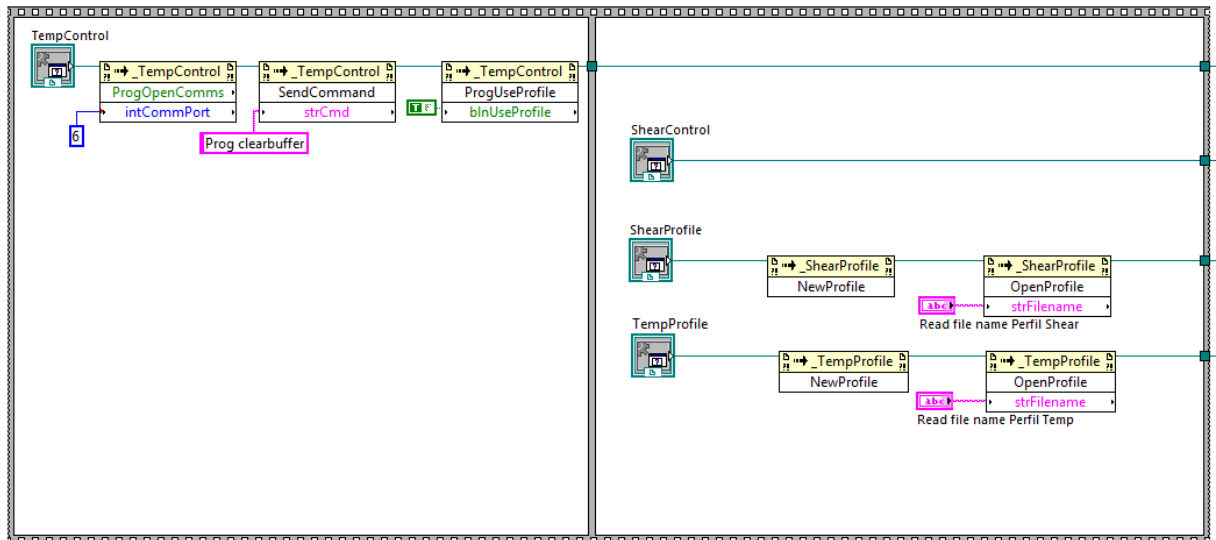 TempControl
_TempControl
ProgOpenComms
intCommPort
6
_TempControl
SendCommand
strCmd
Prog clearbuffer
_TempControl
ProgUseProfile
blnUseProfile
T
ShearControl
ShearProfile
_ShearProfile
NewProfile
_ShearProfile
OpenProfile
strFilename
abc
Read file name Perfil Shear
TempProfile
_TempProfile
NewProfile
_TempProfile
OpenProfile
strFilename
abc
Read file name Perfil Temp